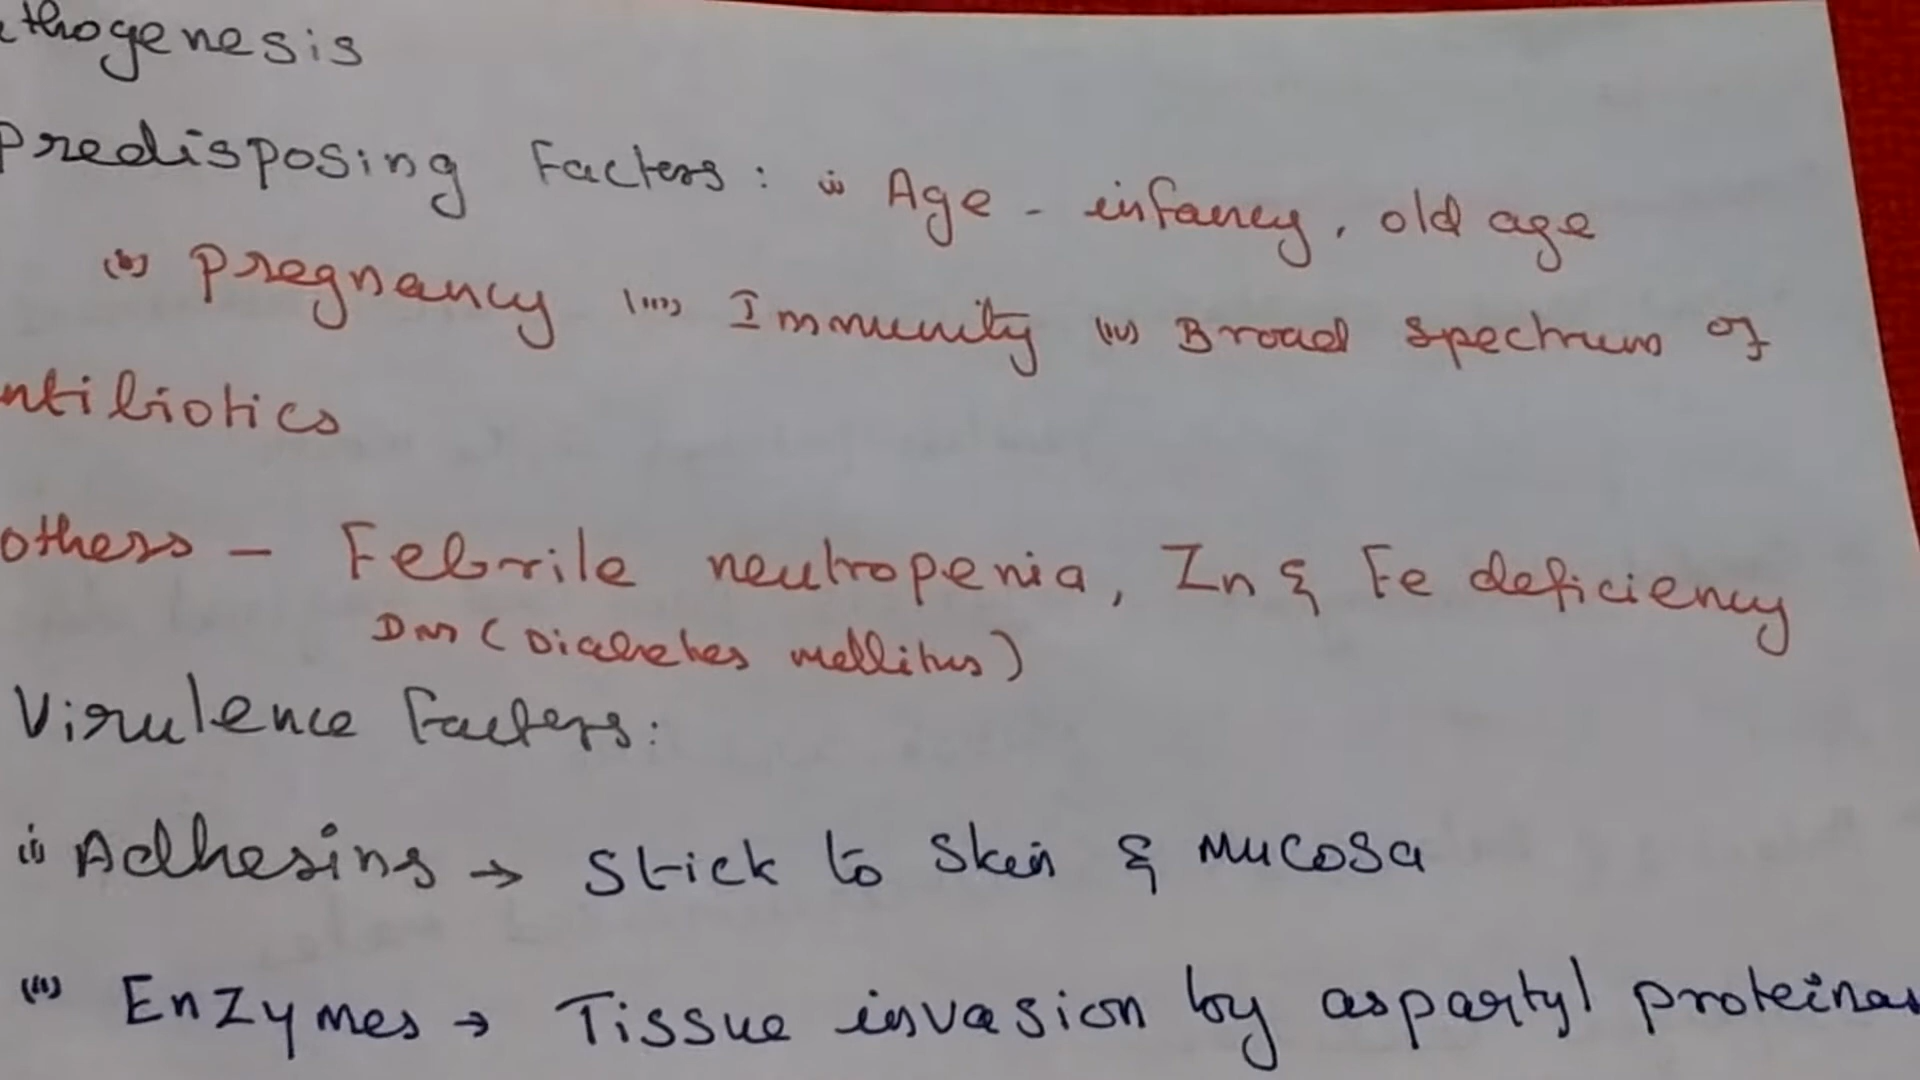 thogenesis
Predisposing Factors: (i) Age - infancy, old age
(ii) Pregnancy (iii) Immunity (iv) Broad spectrum of
ntibiotics
others - Febrile neutropenia, Zn & Fe deficiency
DM (Diabetes mellitus)
Virulence Factors:
(i) Adhesins → Stick to Skin & Mucosa
(ii) Enzymes → Tissue invasion by aspartyl proteinas